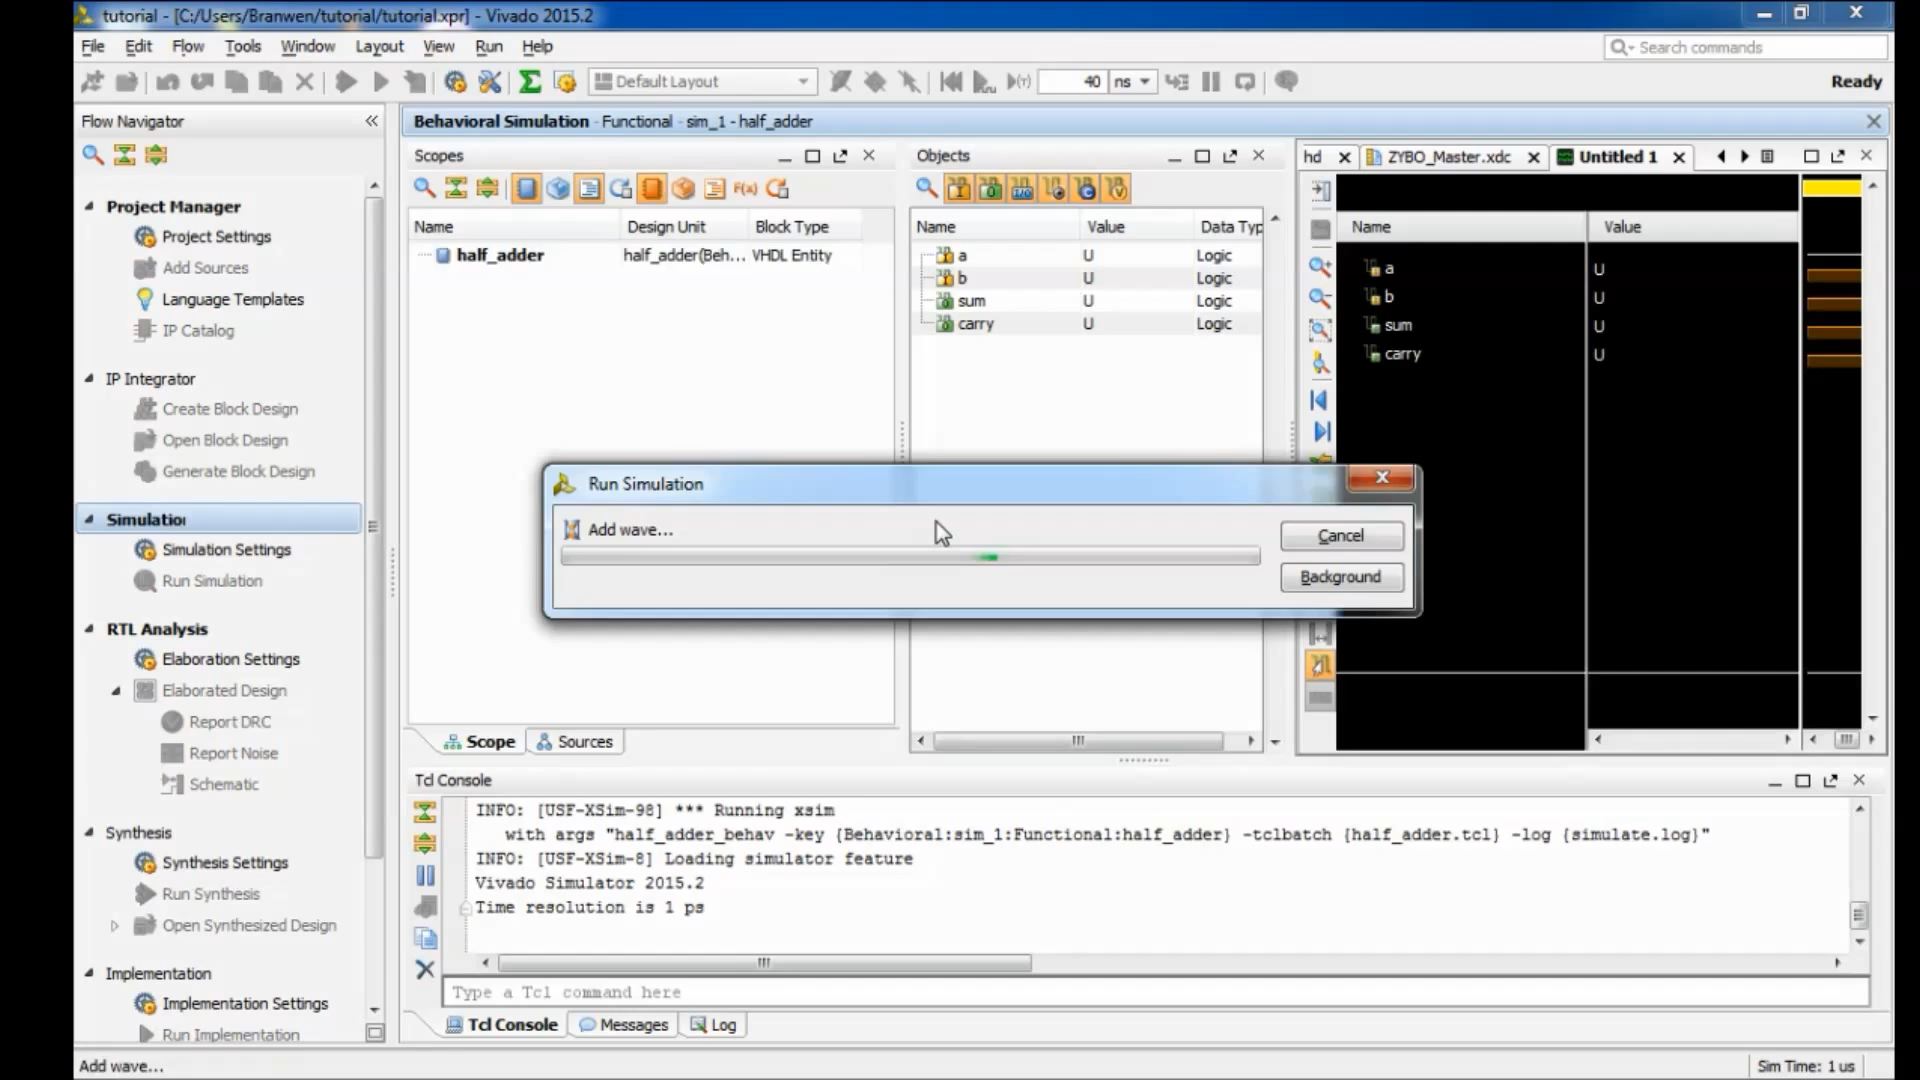 tutorial - [C:/Users/Branwen/tutorial/tutorial.xpr] - Vivado 2015.2
File Edit Flow Tools Window Layout View Run Help
Search commands
Default Layout
40 ns
Ready
Flow Navigator
Project Manager
Project Settings
Add Sources
Language Templates
IP Catalog
IP Integrator
Create Block Design
Open Block Design
Generate Block Design
Simulation
Simulation Settings
Run Simulation
RTL Analysis
Elaboration Settings
Elaborated Design
Report DRC
Report Noise
Schematic
Synthesis
Synthesis Settings
Run Synthesis
Open Synthesized Design
Implementation
Implementation Settings
Run Implementation
Behavioral Simulation - Functional - sim_1 - half_adder
Scopes
Name Design Unit Block Type
half_adder half_adder(Beh... VHDL Entity
Scope Sources
Objects
Name Value Data Typ
a U Logic
b U Logic
sum U Logic
carry U Logic
hd ZYBO_Master.xdc Untitled 1
Name Value
a U
b U
sum U
carry U
Run Simulation
Add wave...
Cancel
Background
Tcl Console
INFO: [USF-XSim-98] *** Running xsim
with args "half_adder_behav -key {Behavioral:sim_1:Functional:half_adder} -tclbatch {half_adder.tcl} -log {simulate.log}"
INFO: [USF-XSim-8] Loading simulator feature
Vivado Simulator 2015.2
Time resolution is 1 ps
Type a Tcl command here
Tcl Console Messages Log
Add wave...
Sim Time: 1 us